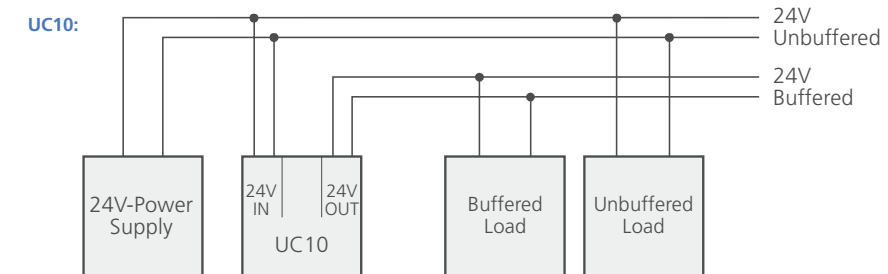 UC10:
24V
Unbuffered
24V
Buffered
24V-Power
Supply
24V
IN
24V
OUT
UC10
Buffered
Load
Unbuffered
Load